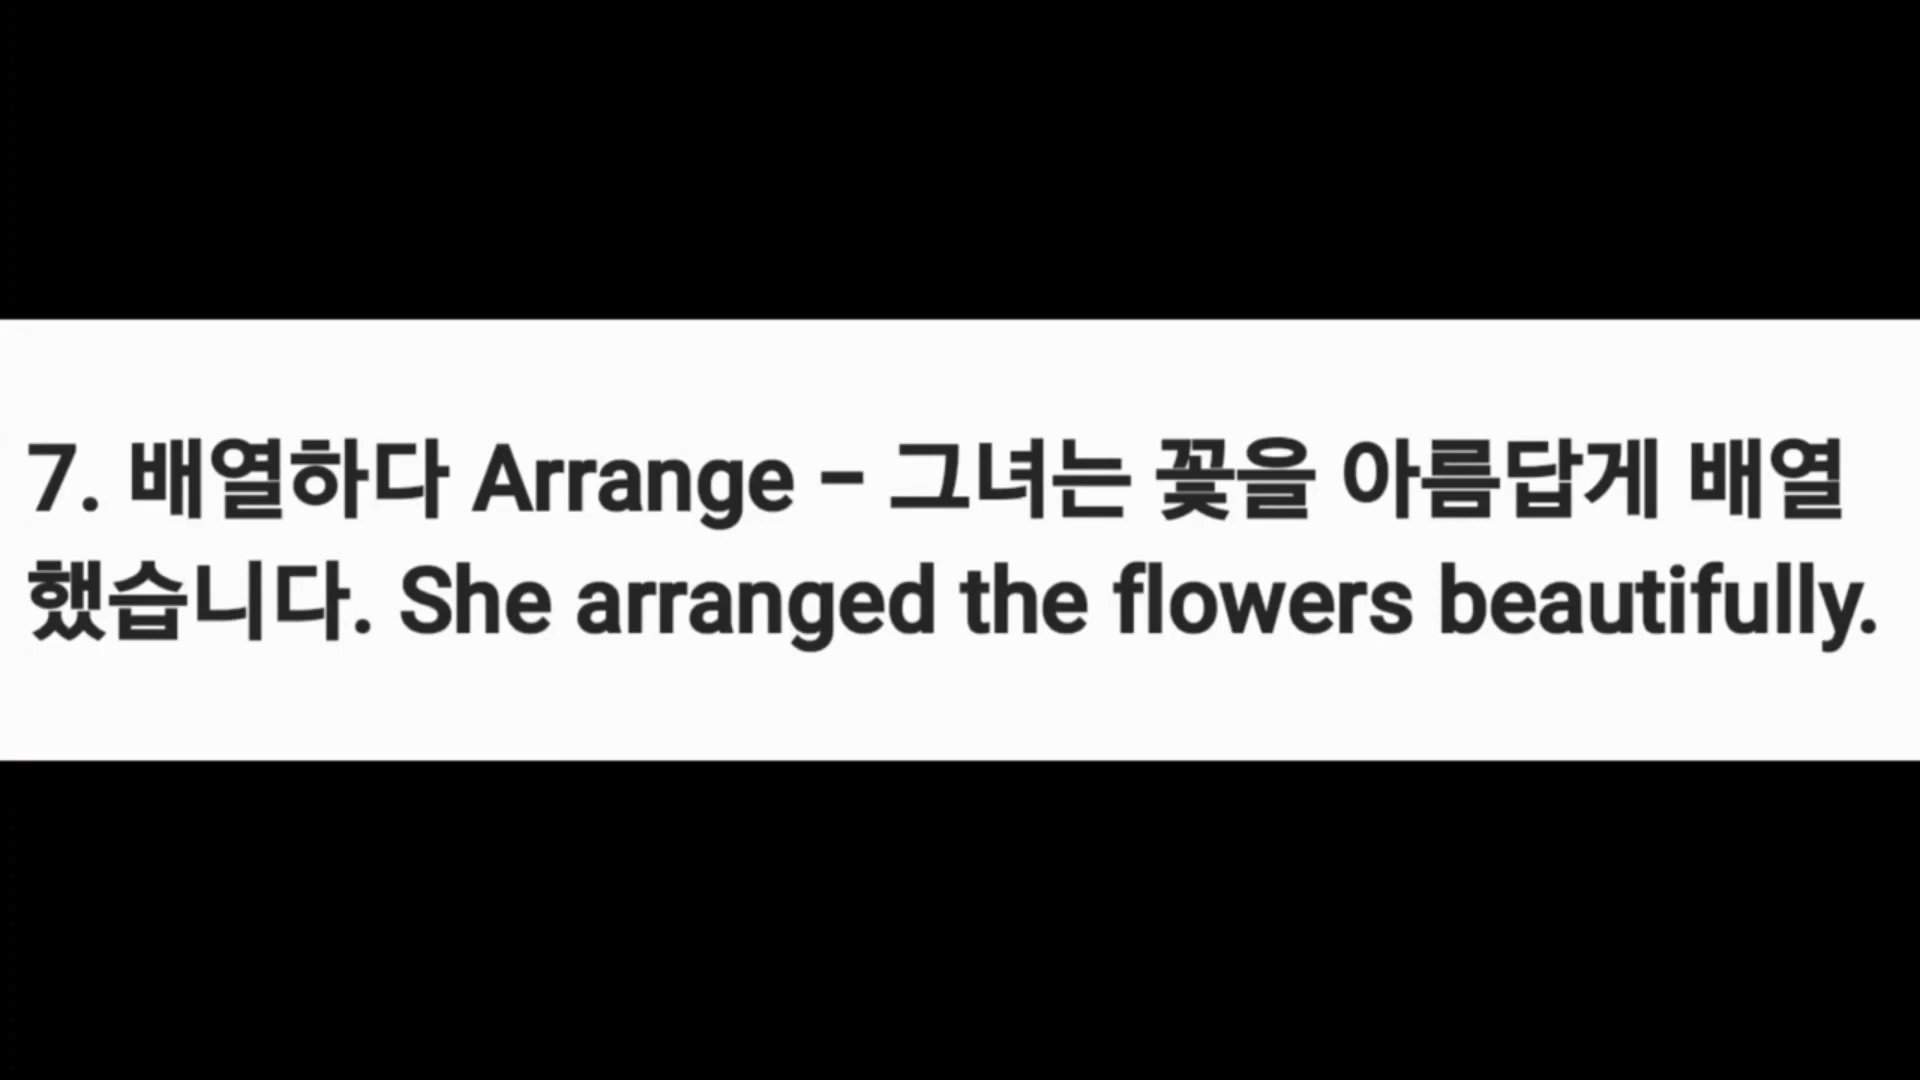 7. 배열하다 Arrange – 그녀는 꽃을 아름답게 배열
했습니다. She arranged the flowers beautifully.